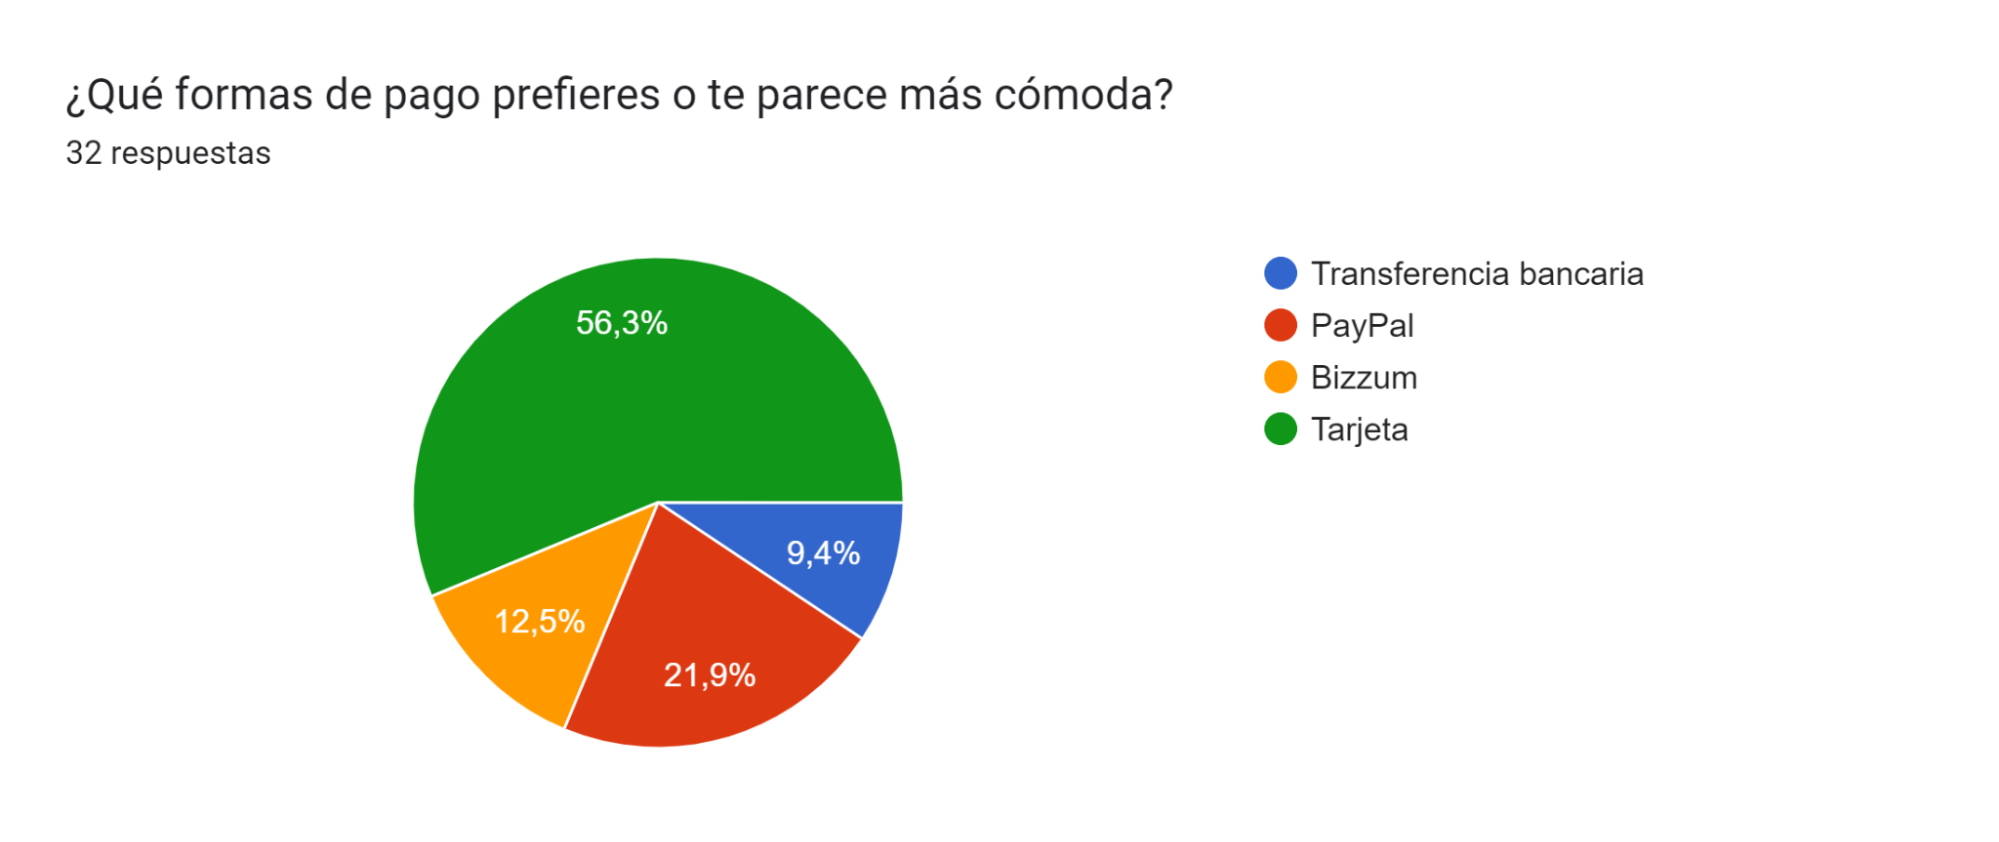 ¿Qué formas de pago prefieres o te parece más cómoda?
32 respuestas
56,3%
9,4%
12,5%
21,9%
Transferencia bancaria
PayPal
Bizzum
Tarjeta